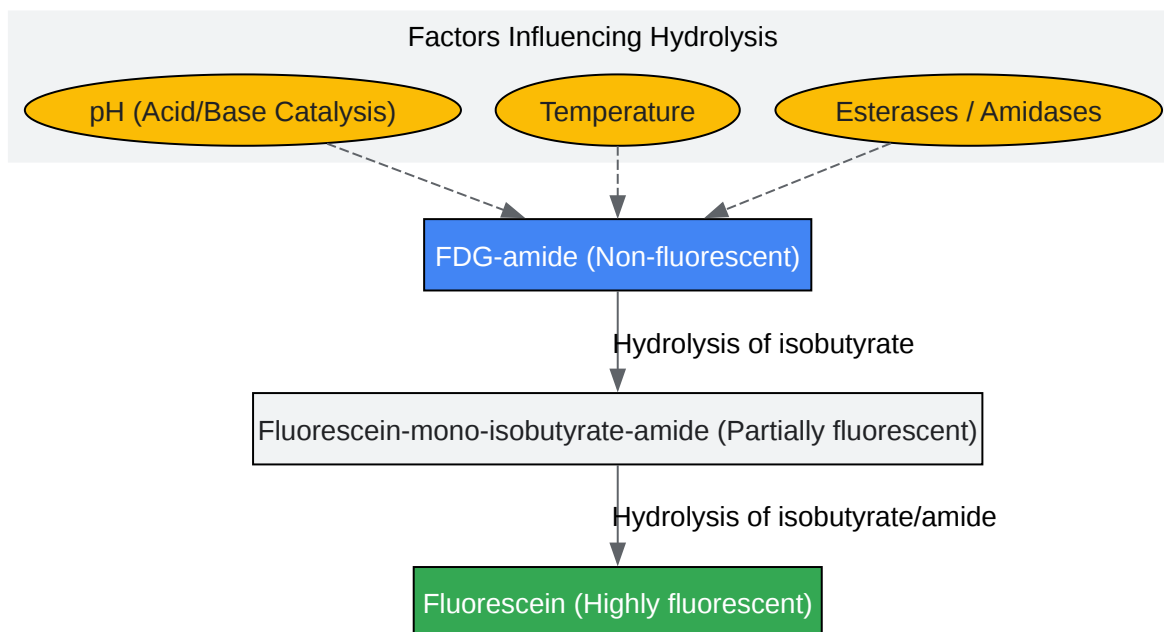 Factors Influencing Hydrolysis
pH (Acid/Base Catalysis)
Temperature
Esterases / Amidases
FDG-amide (Non-fluorescent)
Hydrolysis of isobutyrate
Fluorescein-mono-isobutyrate-amide (Partially fluorescent)
Hydrolysis of isobutyrate/amide
Fluorescein (Highly fluorescent)